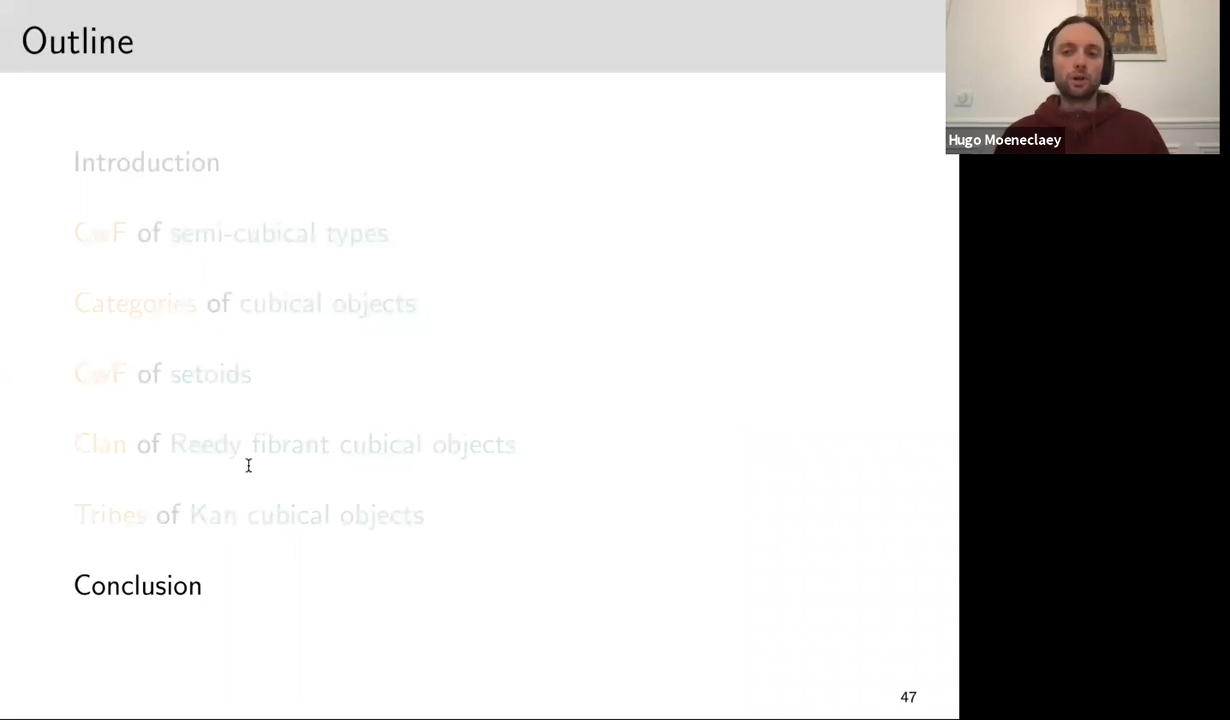 Outline
Hugo Moeneclaey
Introduction
CwF of semi-cubical types
Categories of cubical objects
CwF of setoids
Clan of Reedy fibrant cubical objects
Tribes of Kan cubical objects
Conclusion
47